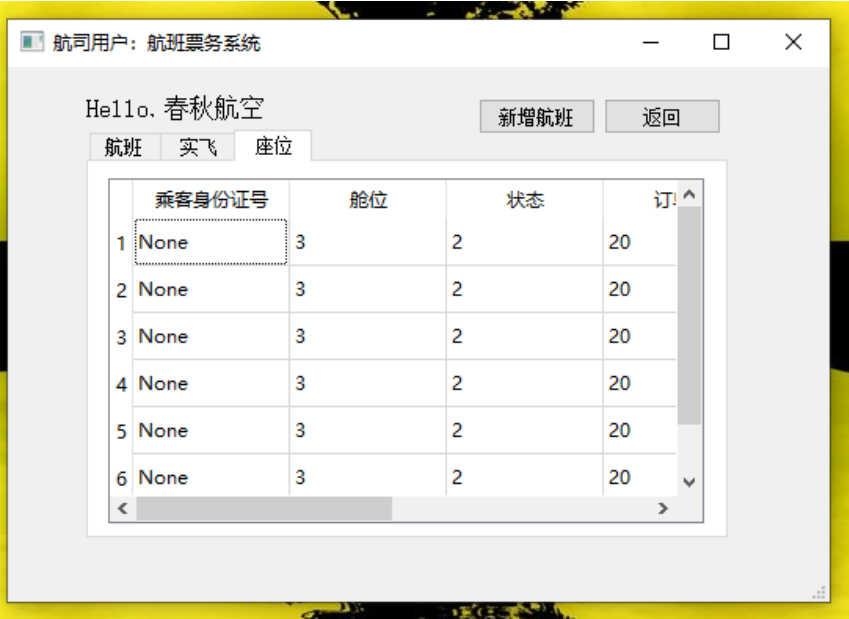 航司用户：航班票务系统
Hello, 春秋航空
新增航班 返回
航班 实飞 座位
乘客身份证号 舱位 状态
1 None 3 2 20
2 None 3 2 20
3 None 3 2 20
4 None 3 2 20
5 None 3 2 20
6 None 3 2 20